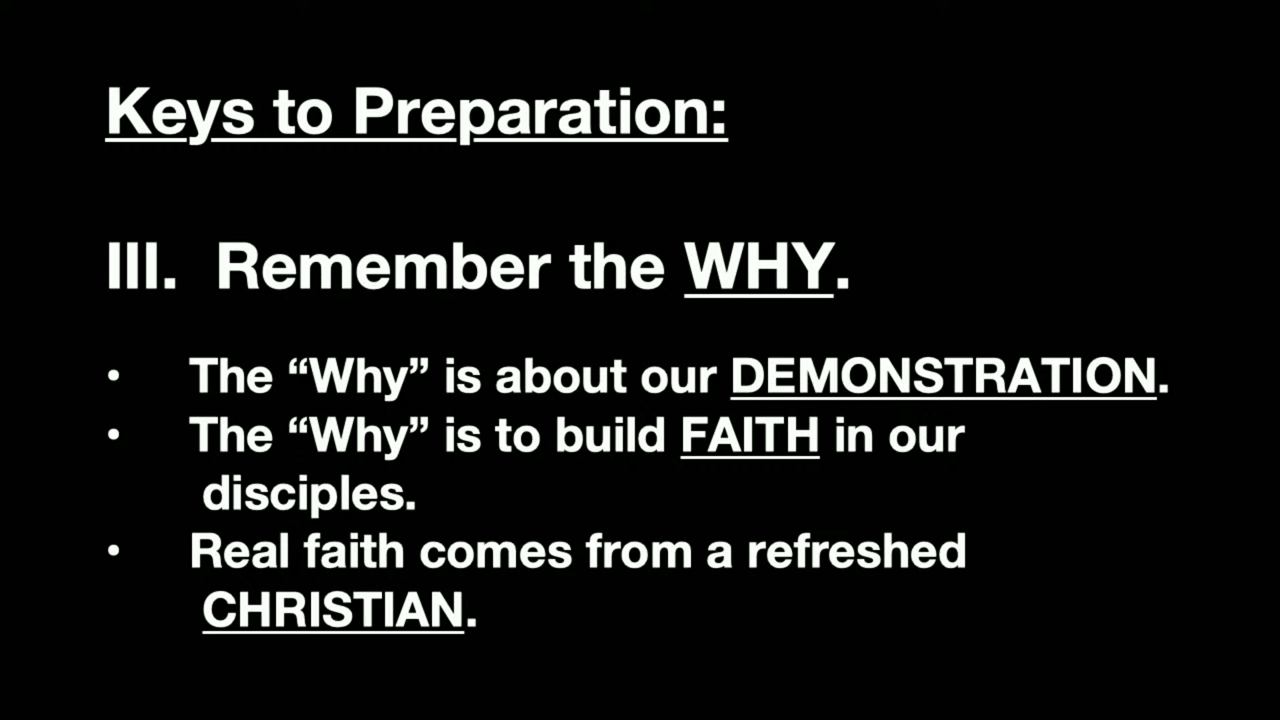 Keys to Preparation:
III. Remember the WHY.
• The “Why” is about our DEMONSTRATION.
• The “Why” is to build FAITH in our
disciples.
• Real faith comes from a refreshed
CHRISTIAN.